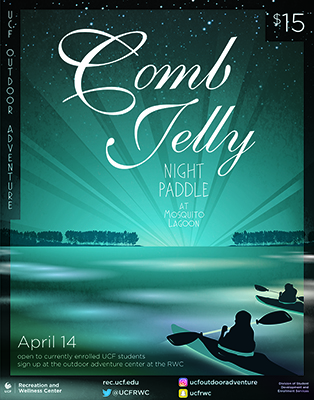 UCF OUTDOOR ADVENTURE
$15
Comb
Jelly
NIGHT
PADDLE
AT
MOSQUITO
LAGOON
April 14
open to currently enrolled UCF students
sign up at the outdoor adventure center at the RWC
UCF
Recreation and
Wellness Center
rec.ucf.edu
@UCFRWC
ucfoutdooradventure
ucfrwc
Division of Student
Development and
Enrollment Services